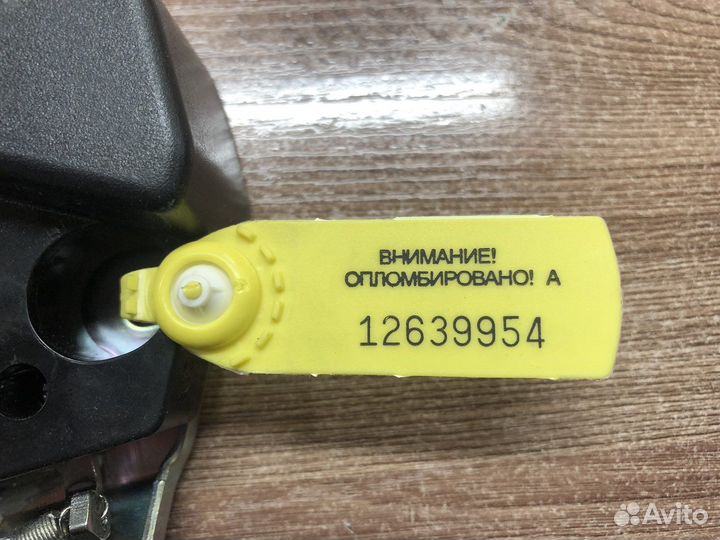 ВНИМАНИЕ!
ОПЛОМБИРОВАНО! А
12639954
Avito